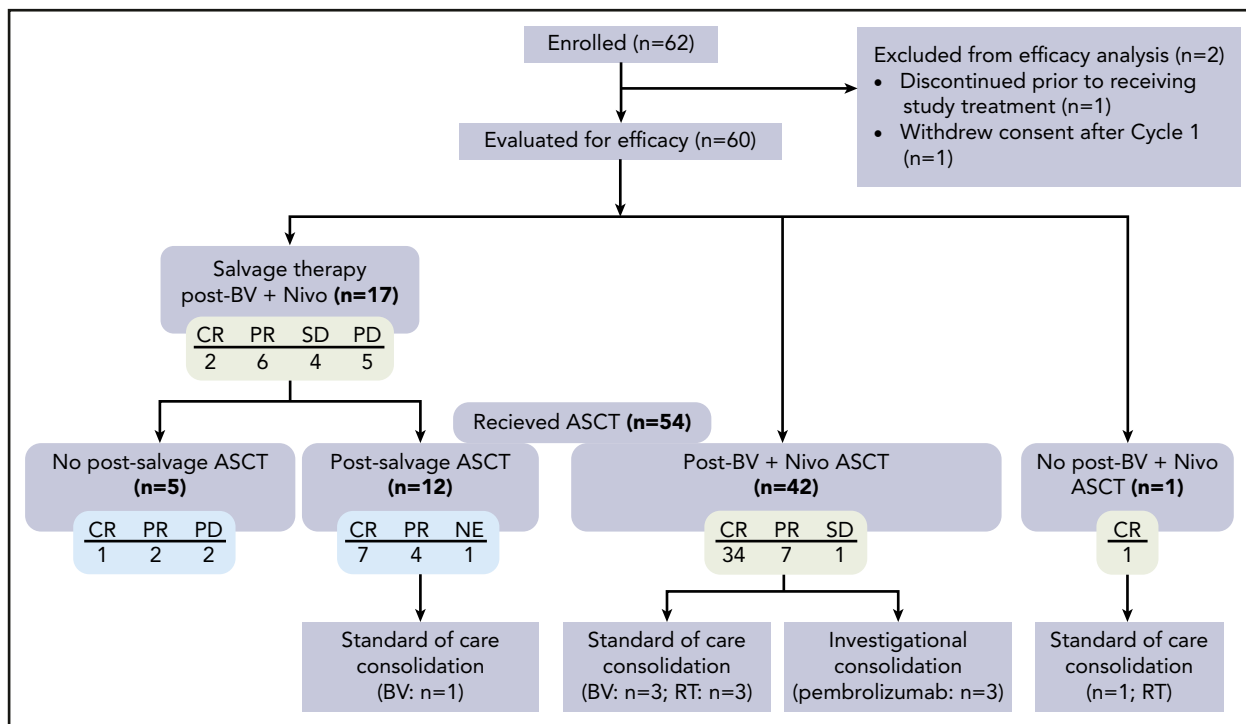 Enrolled (n=62)
Excluded from efficacy analysis (n=2)
• Discontinued prior to receiving
study treatment (n=1)
• Withdrew consent after Cycle 1
(n=1)
Evaluated for efficacy (n=60)
Salvage therapy
post-BV + Nivo (n=17)
CR PR SD PD
2 6 4 5
Recieved ASCT (n=54)
No post-salvage ASCT
(n=5)
CR PR PD
1 2 2
Post-salvage ASCT
(n=12)
CR PR NE
7 4 1
Post-BV + Nivo ASCT
(n=42)
CR PR SD
34 7 1
No post-BV + Nivo
ASCT (n=1)
CR
1
Standard of care
consolidation
(BV: n=1)
Standard of care
consolidation
(BV: n=3; RT: n=3)
Investigational
consolidation
(pembrolizumab: n=3)
Standard of care
consolidation
(n=1; RT)